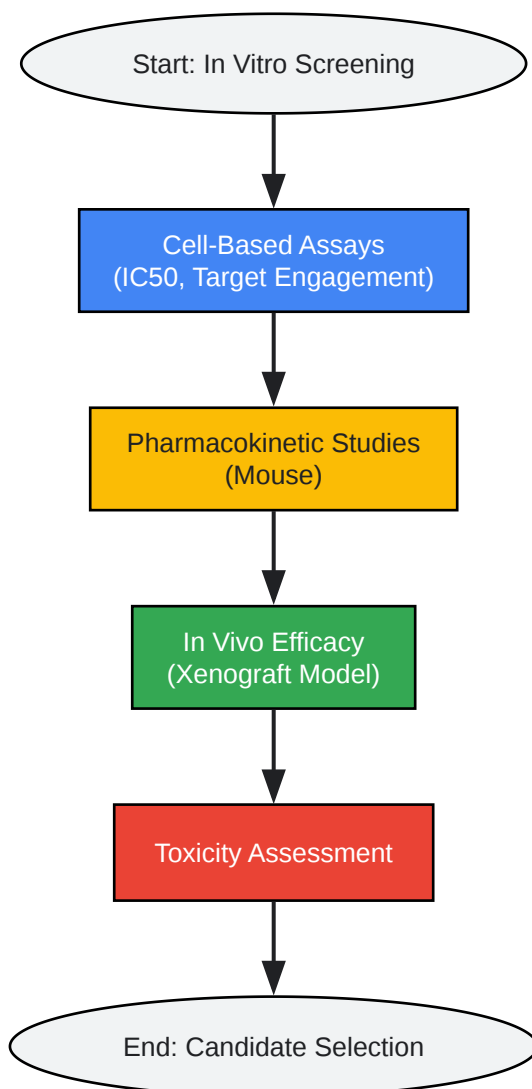 Start: In Vitro Screening
Cell-Based Assays
(IC50, Target Engagement)
Pharmacokinetic Studies
(Mouse)
In Vivo Efficacy
(Xenograft Model)
Toxicity Assessment
End: Candidate Selection